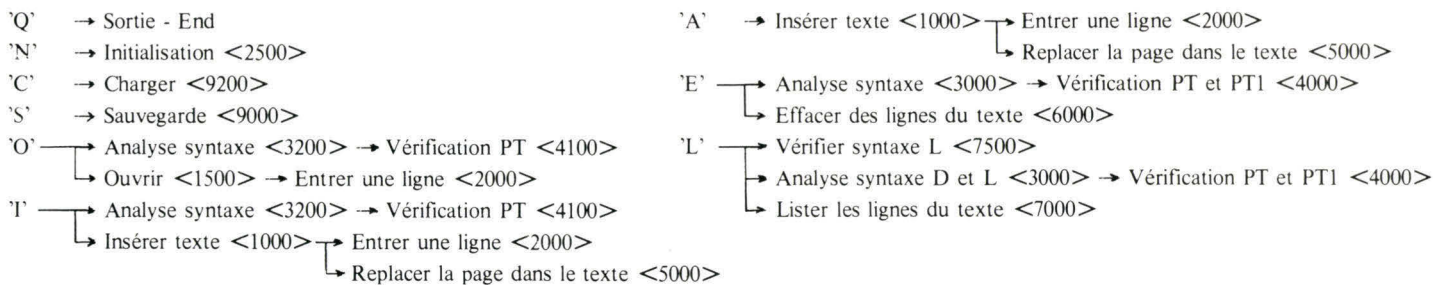 'Q' → Sortie - End
'N' → Initialisation <2500>
'C' → Charger <9200>
'S' → Sauvegarde <9000>
'O' → Analyse syntaxe <3200> → Vérification PT <4100>
→ Ouvrir <1500> → Entrer une ligne <2000>
'I' → Analyse syntaxe <3200> → Vérification PT <4100>
→ Insérer texte <1000> → Entrer une ligne <2000>
→ Replacer la page dans le texte <5000>
'A' → Insérer texte <1000> → Entrer une ligne <2000>
→ Replacer la page dans le texte <5000>
'E' → Analyse syntaxe <3000> → Vérification PT et PT1 <4000>
→ Effacer des lignes du texte <6000>
'L' → Vérifier syntaxe L <7500>
→ Analyse syntaxe D et L <3000> → Vérification PT et PT1 <4000>
→ Lister les lignes du texte <7000>